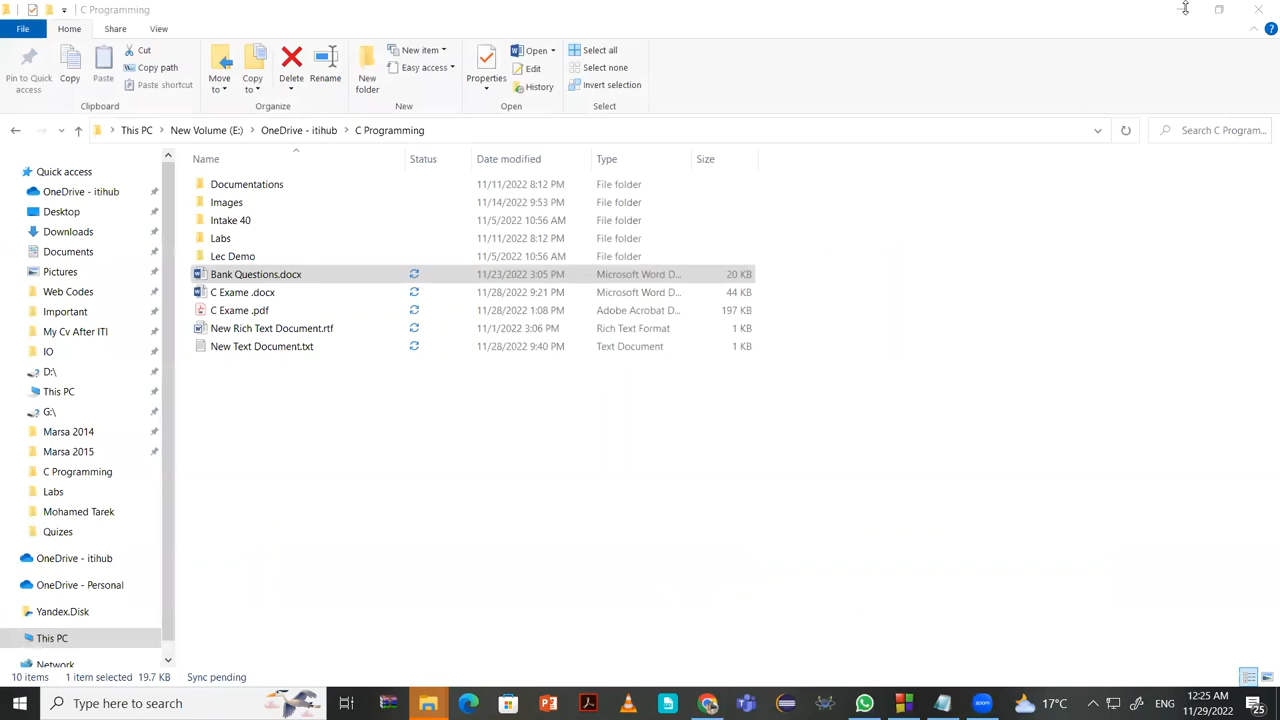 C Programming
File Home Share View
Pin to Quick access
Copy
Paste
Cut
Copy path
Paste shortcut
Clipboard
Move to
Copy to
Delete
Rename
Organize
New folder
New item
Easy access
New
Properties
Open
Edit
History
Open
Select all
Select none
Invert selection
Select
This PC New Volume (E:) OneDrive - itihub C Programming
Search C Program...
Name Status Date modified Type Size
Documentations 11/11/2022 8:12 PM File folder
Images 11/14/2022 9:53 PM File folder
Intake 40 11/5/2022 10:56 AM File folder
Labs 11/11/2022 8:12 PM File folder
Lec Demo 11/5/2022 10:56 AM File folder
Bank Questions.docx 11/23/2022 3:05 PM Microsoft Word D... 20 KB
C Exame .docx 11/28/2022 9:21 PM Microsoft Word D... 44 KB
C Exame .pdf 11/28/2022 1:08 PM Adobe Acrobat D... 197 KB
New Rich Text Document.rtf 11/1/2022 3:06 PM Rich Text Format 1 KB
New Text Document.txt 11/28/2022 9:40 PM Text Document 1 KB
Quick access
OneDrive - itihub
Desktop
Downloads
Documents
Pictures
Web Codes
Important
My Cv After ITI
IO
D:\
This PC
G:\
Marsa 2014
Marsa 2015
C Programming
Labs
Mohamed Tarek
Quizes
OneDrive - itihub
OneDrive - Personal
Yandex.Disk
This PC
Network
10 items 1 item selected 19.7 KB Sync pending
Type here to search
zoom
17°C
ENG
12:25 AM
11/29/2022
25